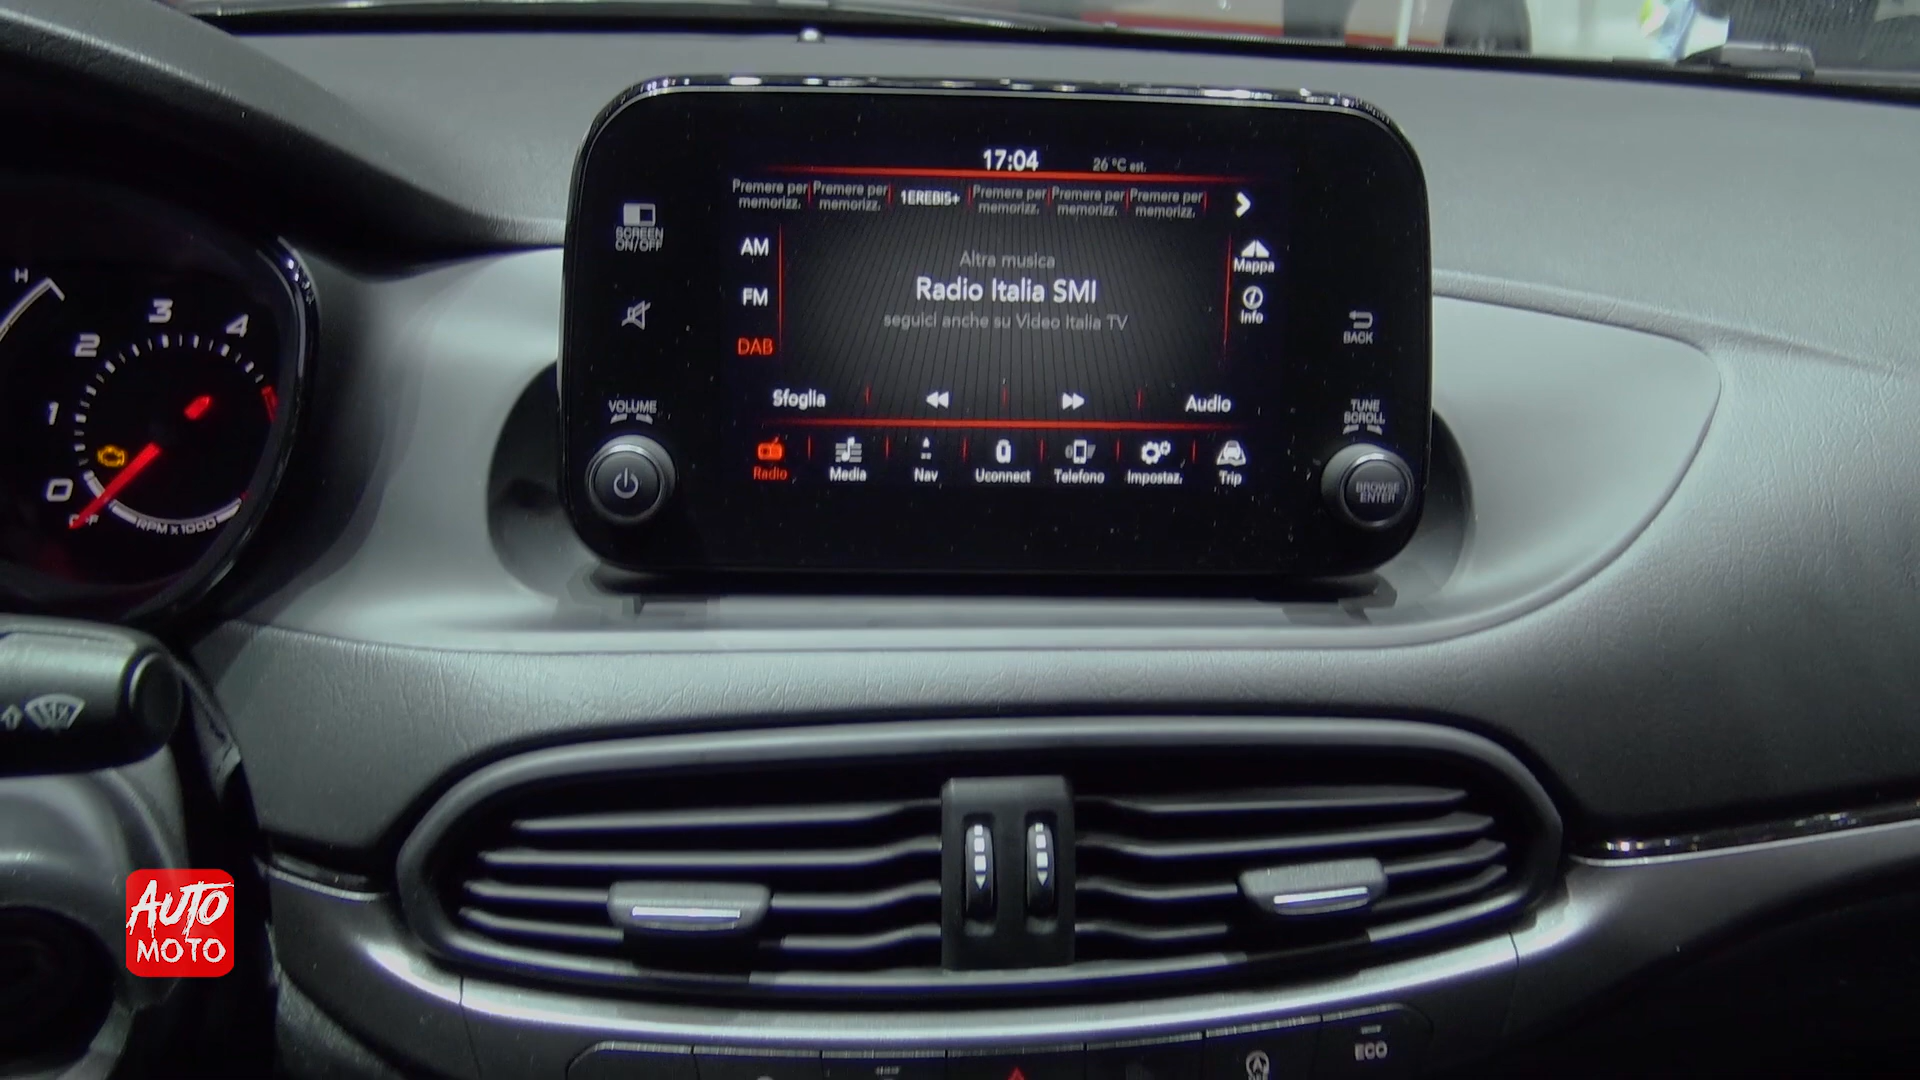 17:04
26 °C est.
Premere per
memorizz.
Premere per
memorizz.
1EREBIS+
Premere per
memorizz.
Premere per
memorizz.
Premere per
memorizz.
SCREEN
ON/OFF
AM
Altra musica
Mappa
FM
Radio Italia SMI
Info
seguici anche su Video Italia TV
BACK
DAB
Sfoglia
Audio
VOLUME
TUNE
SCROLL
Radio
Media
Nav
Uconnect
Telefono
Impostaz.
Trip
BROWSE
ENTER
H
0
1
2
3
4
OFF
RPM x 1000
AUTO
MOTO
ECO